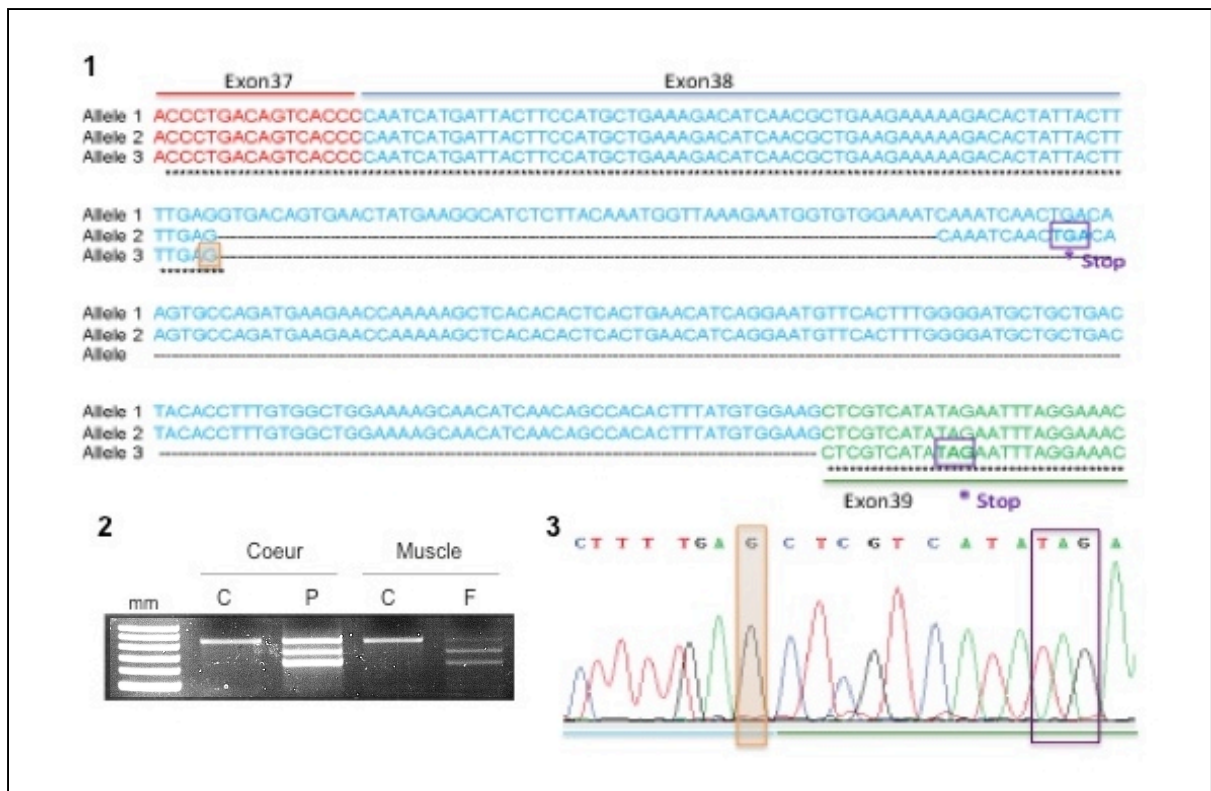 1
Exon37 Exon38
Allele 1 ACCCTGACAGTCACCCCAATCATGATTACTTCCATGCTGAAAGACATCAACGCTGAAGAAAAAGACACTATTACTT
Allele 2 ACCCTGACAGTCACCCCAATCATGATTACTTCCATGCTGAAAGACATCAACGCTGAAGAAAAAGACACTATTACTT
Allele 3 ACCCTGACAGTCACCCCAATCATGATTACTTCCATGCTGAAAGACATCAACGCTGAAGAAAAAGACACTATTACTT
Allele 1 TTGAGGTGACAGTGAACTATGAAGGCATCTCTTACAAATGGTTAAAGAATGGTGTGGAAATCAAATCAACTGACA
Allele 2 TTGAG CAAATCAACTGACA
Allele 3 TTGAG
* Stop
Allele 1 AGTGCCAGATGAAGAACCAAAAAGCTCACACACTCACTGAACATCAGGAATGTTCACTTTGGGGATGCTGCTGAC
Allele 2 AGTGCCAGATGAAGAACCAAAAAGCTCACACACTCACTGAACATCAGGAATGTTCACTTTGGGGATGCTGCTGAC
Allele
Allele 1 TACACCTTTGTGGCTGGAAAAGCAACATCAACAGCCACACTTTATGTGGAAGCTCGTCATATAGAATTTAGGAAAC
Allele 2 TACACCTTTGTGGCTGGAAAAGCAACATCAACAGCCACACTTTATGTGGAAGCTCGTCATATAGAATTTAGGAAAC
Allele 3 CTCGTCATATAGAATTTAGGAAAC
Exon39 * Stop
2
Coeur Muscle
mm C P C F
3
C T T T T G A G C T C G T C A T A T A G A